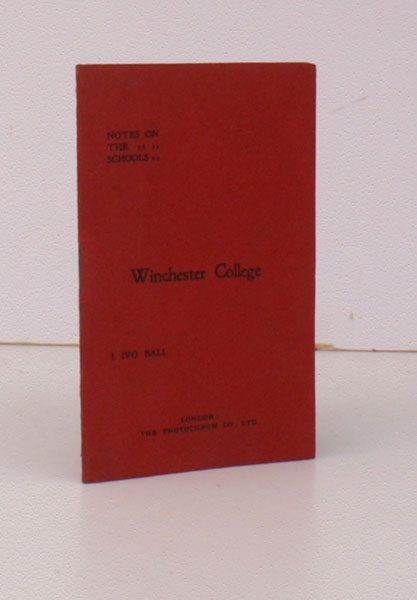 NOTES ON
THE ,, ,,
SCHOOLS ,,
Winchester College
I. IVO BALL
LONDON:
THE PHOTOCHROM CO. LTD.